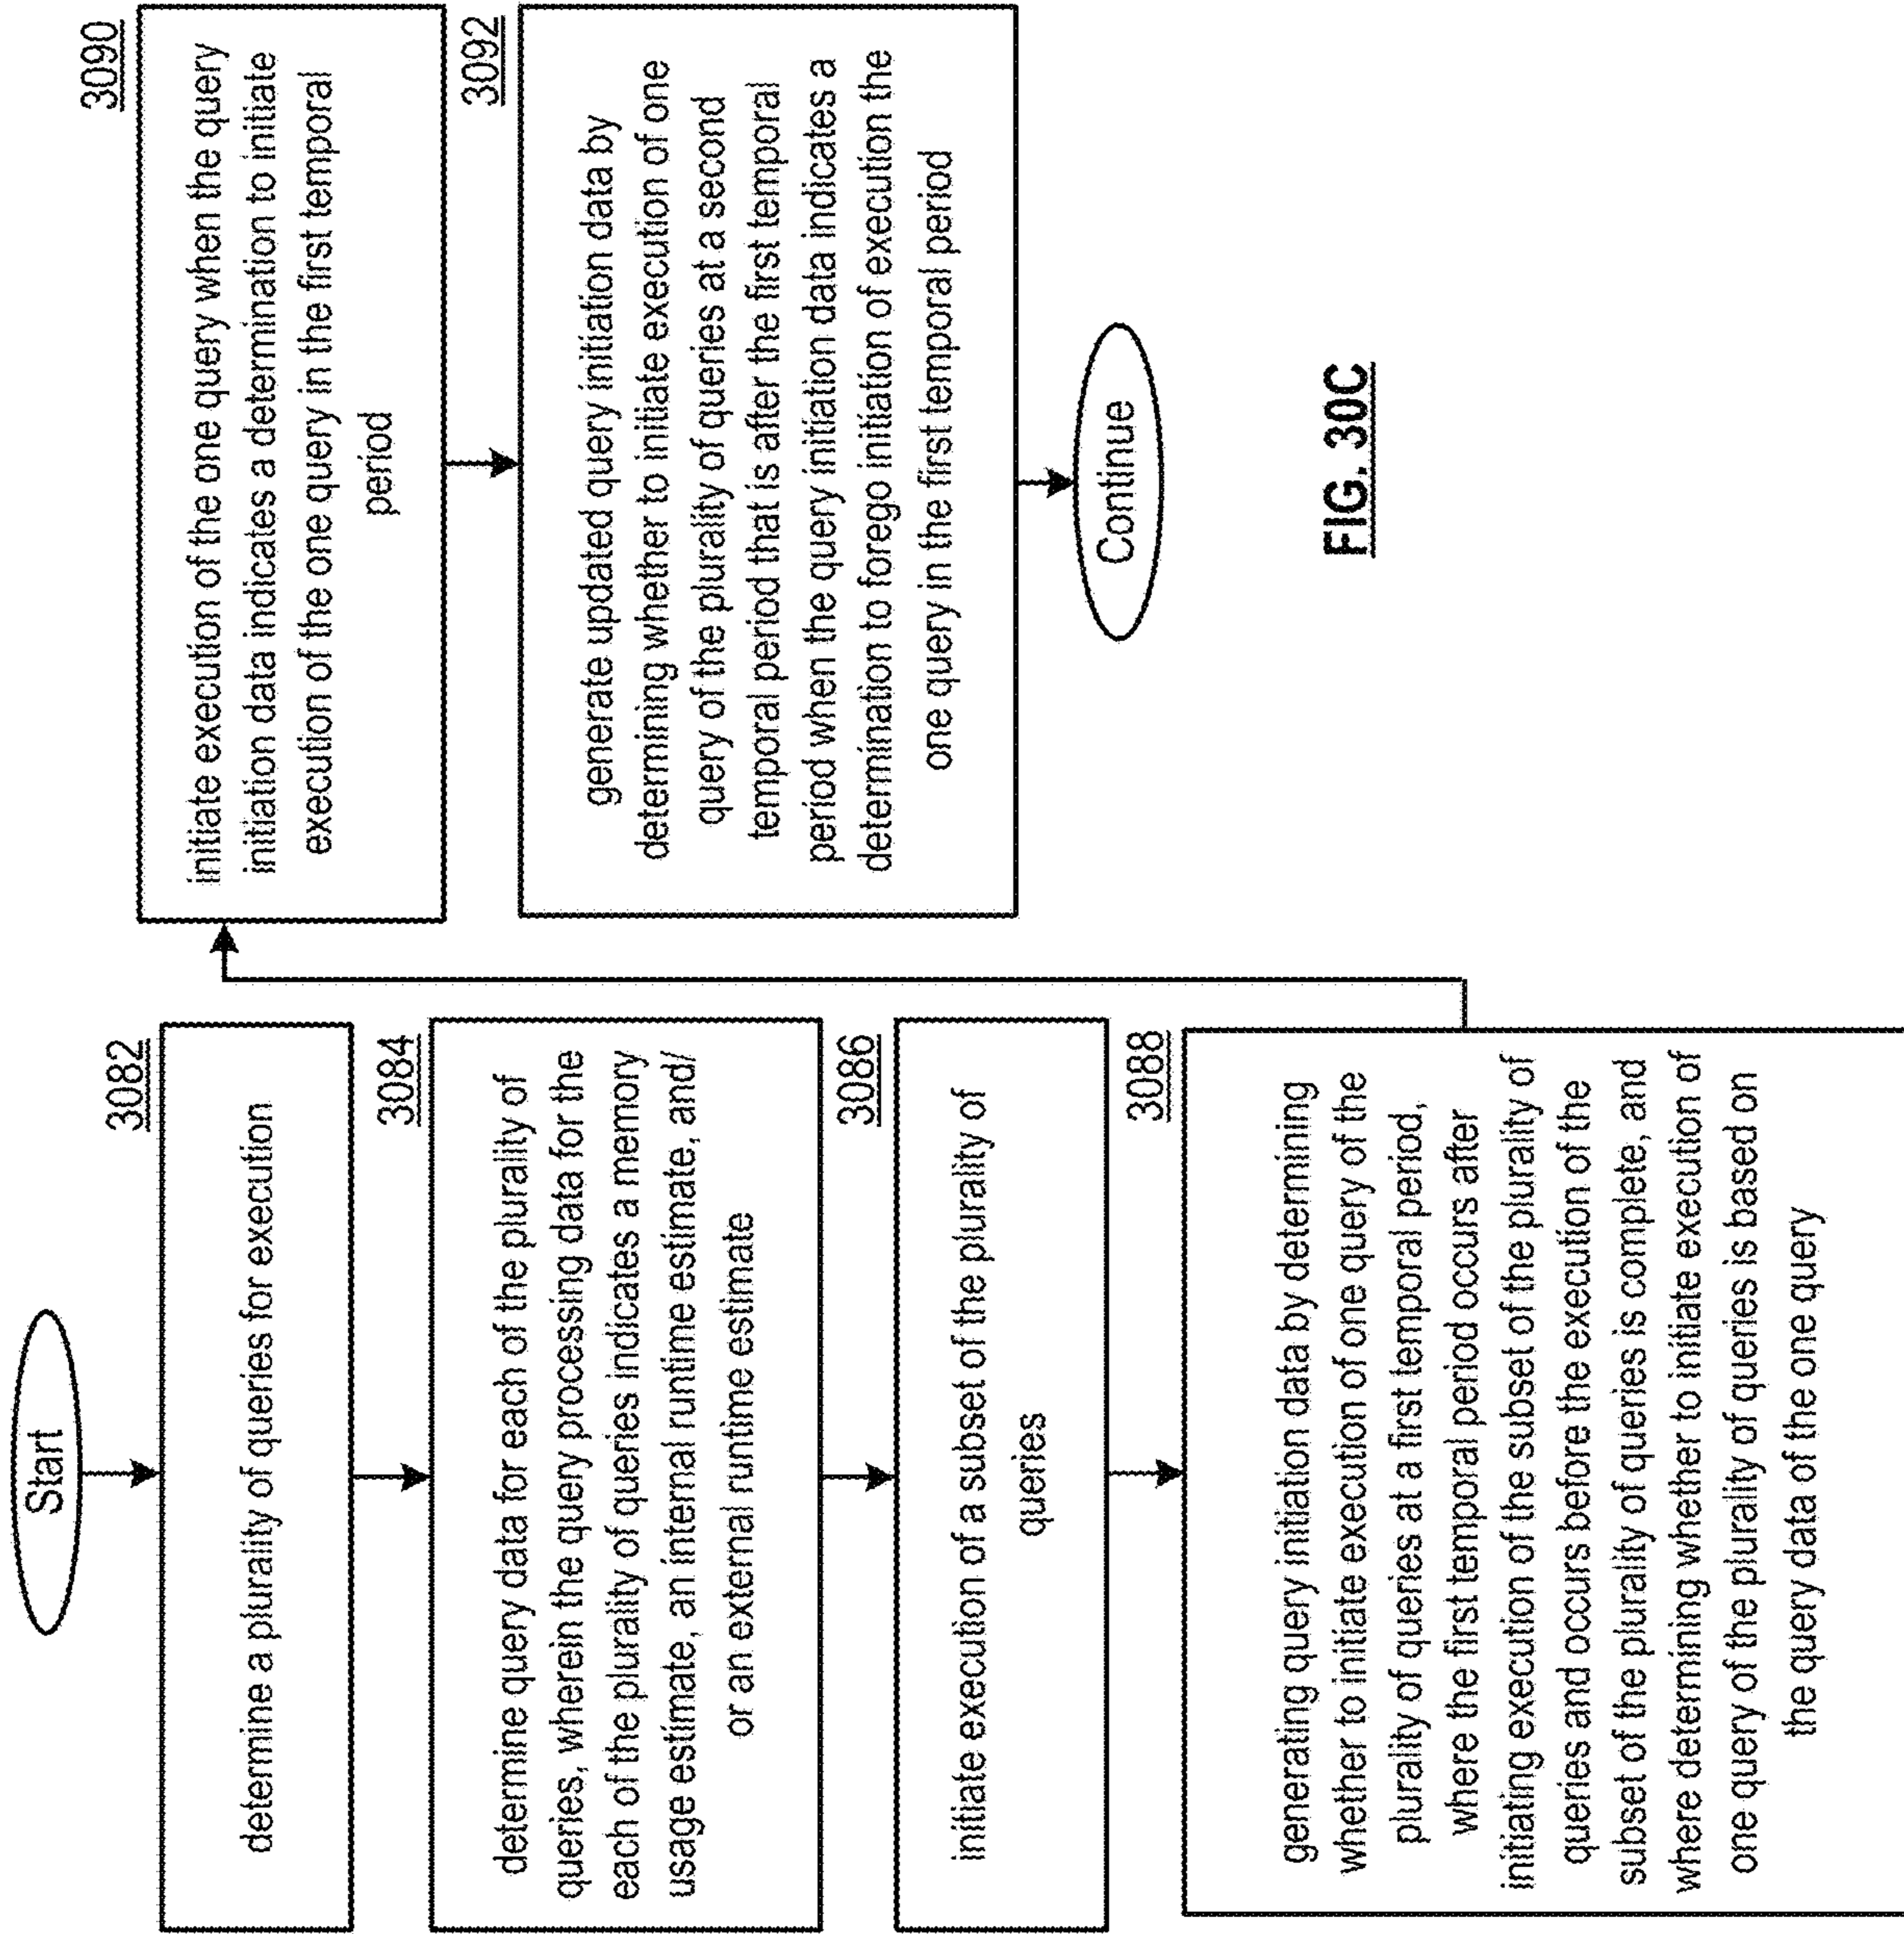 Start
3082
determine a plurality of queries for execution
3084
determine query data for each of the plurality of
queries, wherein the query processing data for the
each of the plurality of queries indicates a memory
usage estimate, an internal runtime estimate, and/
or an external runtime estimate
3086
initiate execution of a subset of the plurality of
queries
3088
generating query initiation data by determining
whether to initiate execution of one query of the
plurality of queries at a first temporal period,
where the first temporal period occurs after
initiating execution of the subset of the plurality of
queries and occurs before the execution of the
subset of the plurality of queries is complete, and
where determining whether to initiate execution of
one query of the plurality of queries is based on
the query data of the one query
3090
initiate execution of the one query when the query
initiation data indicates a determination to initiate
execution of the one query in the first temporal
period
3092
generate updated query initiation data by
determining whether to initiate execution of one
query of the plurality of queries at a second
temporal period that is after the first temporal
period when the query initiation data indicates a
determination to forego initiation of execution the
one query in the first temporal period
Continue
FIG. 30C